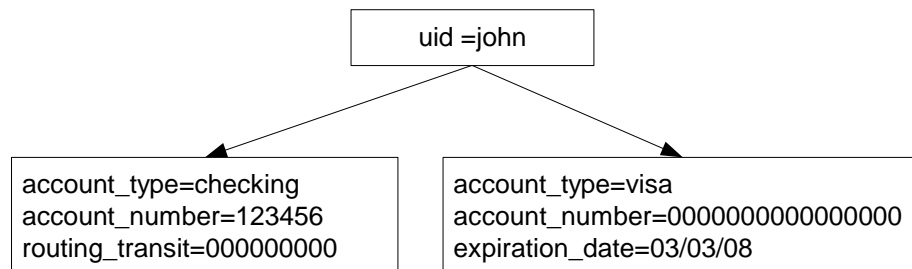 uid =john
account_type=checking
account_number=123456
routing_transit=000000000
account_type=visa
account_number=0000000000000000
expiration_date=03/03/08